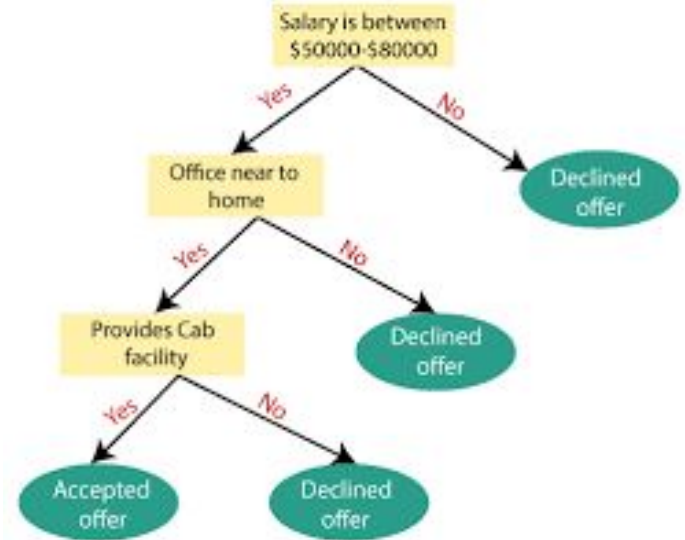 Salary is between
$50000-$80000
Yes
No
Office near to
home
Declined
offer
Yes
No
Provides Cab
facility
Declined
offer
Yes
No
Accepted
offer
Declined
offer